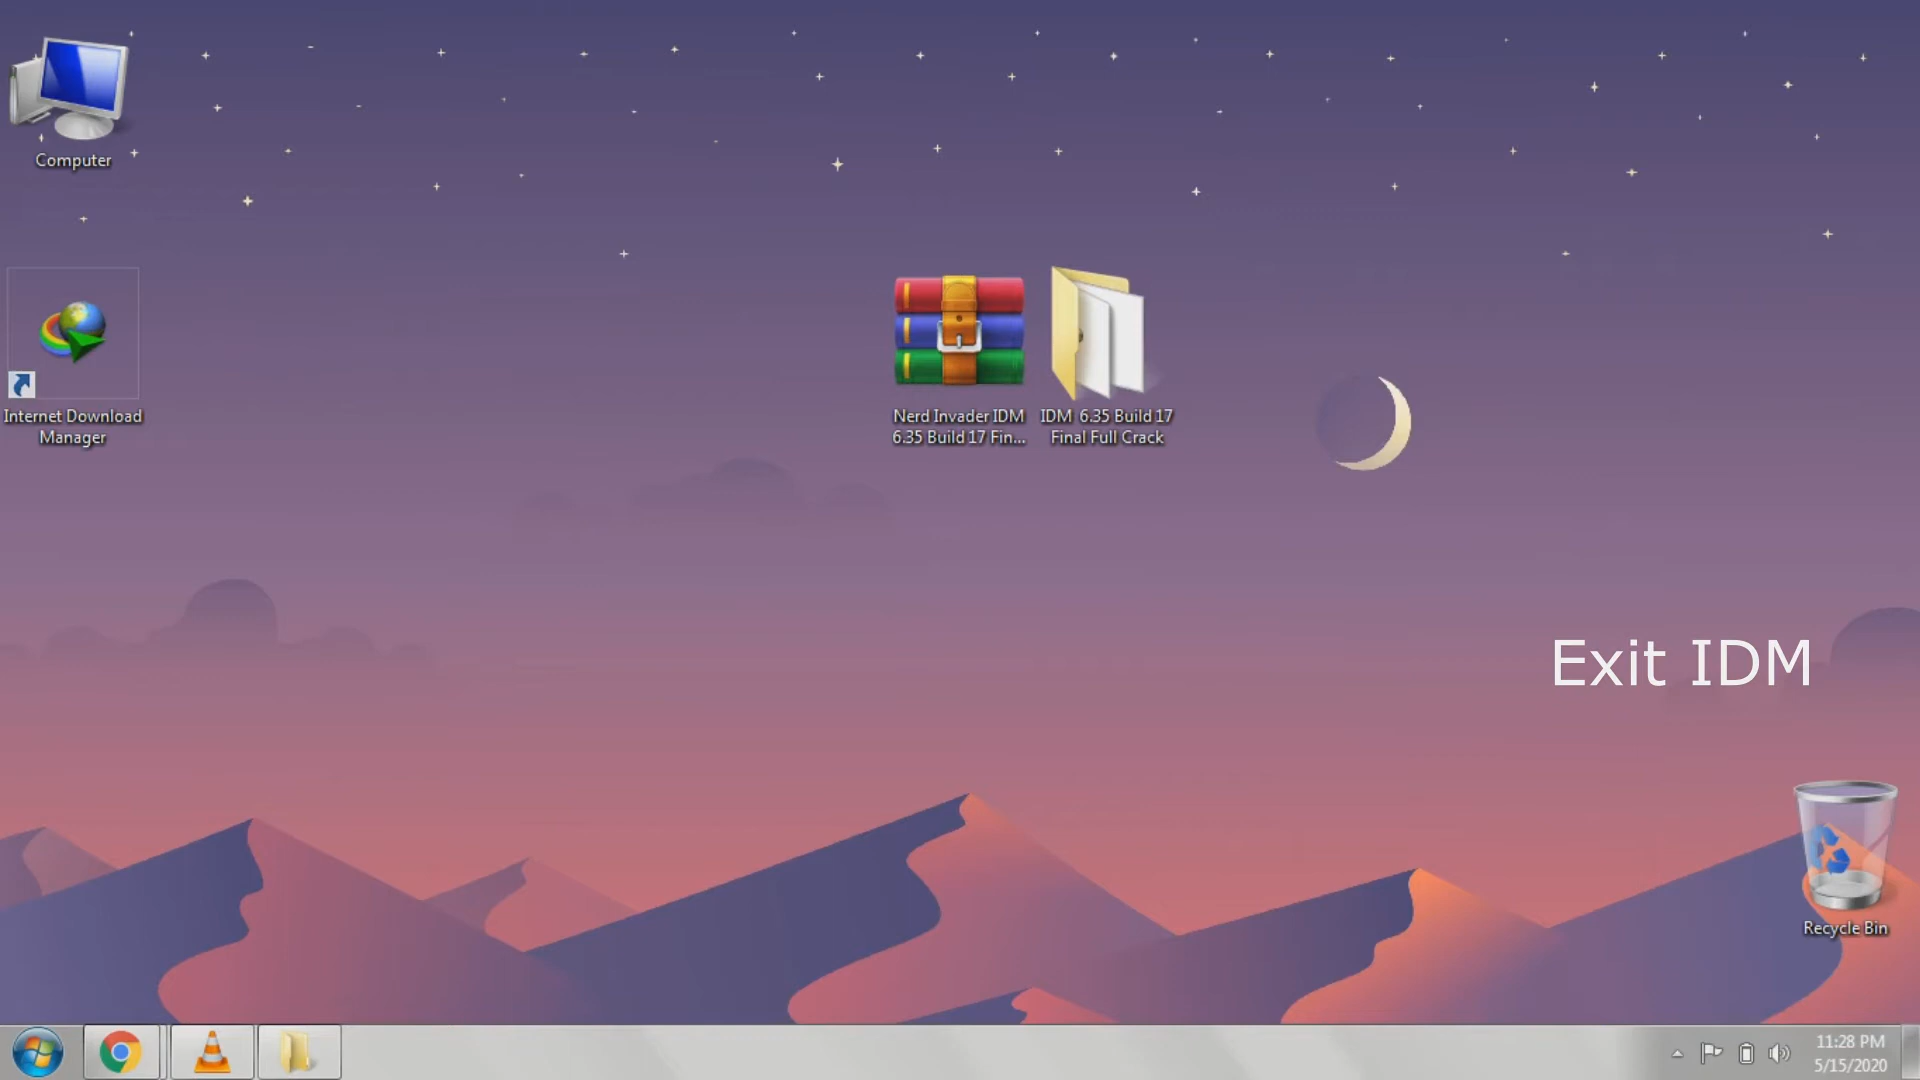 Computer
Internet Download
Manager
Nerd Invader IDM
6.35 Build 17 Fin...
IDM  6.35 Build 17
Final Full Crack
Exit IDM
Recycle Bin
11:28 PM
5/15/2020